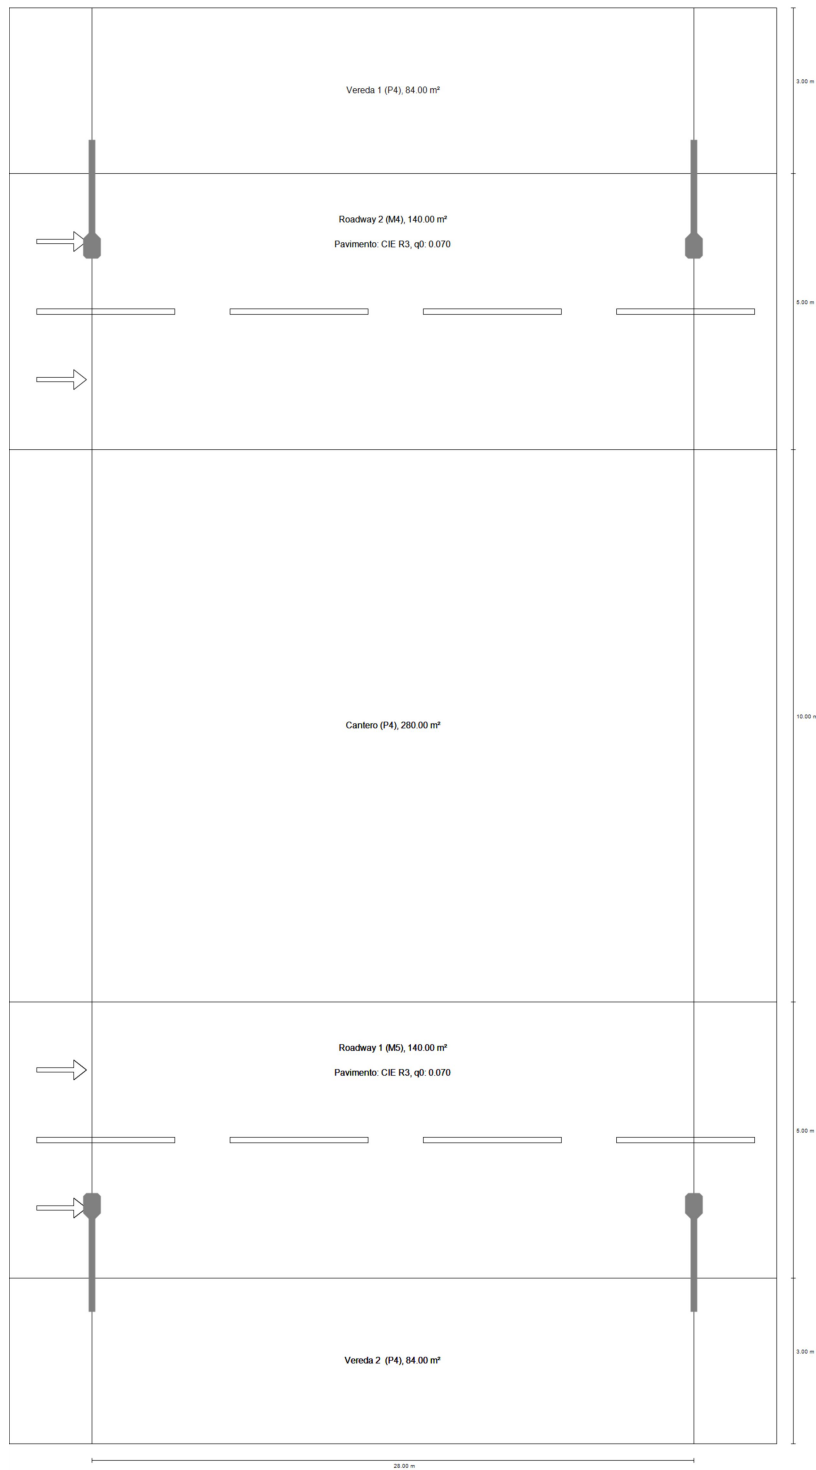 Vereda 1 (P4), 84.00 m²
3.00 m
Roadway 2 (M4), 140.00 m²
Pavimento: CIE R3, q0: 0.070
5.00 m
Cantero (P4), 280.00 m²
10.00 m
Roadway 1 (M5), 140.00 m²
Pavimento: CIE R3, q0: 0.070
5.00 m
Vereda 2 (P4), 84.00 m²
3.00 m
28.00 m